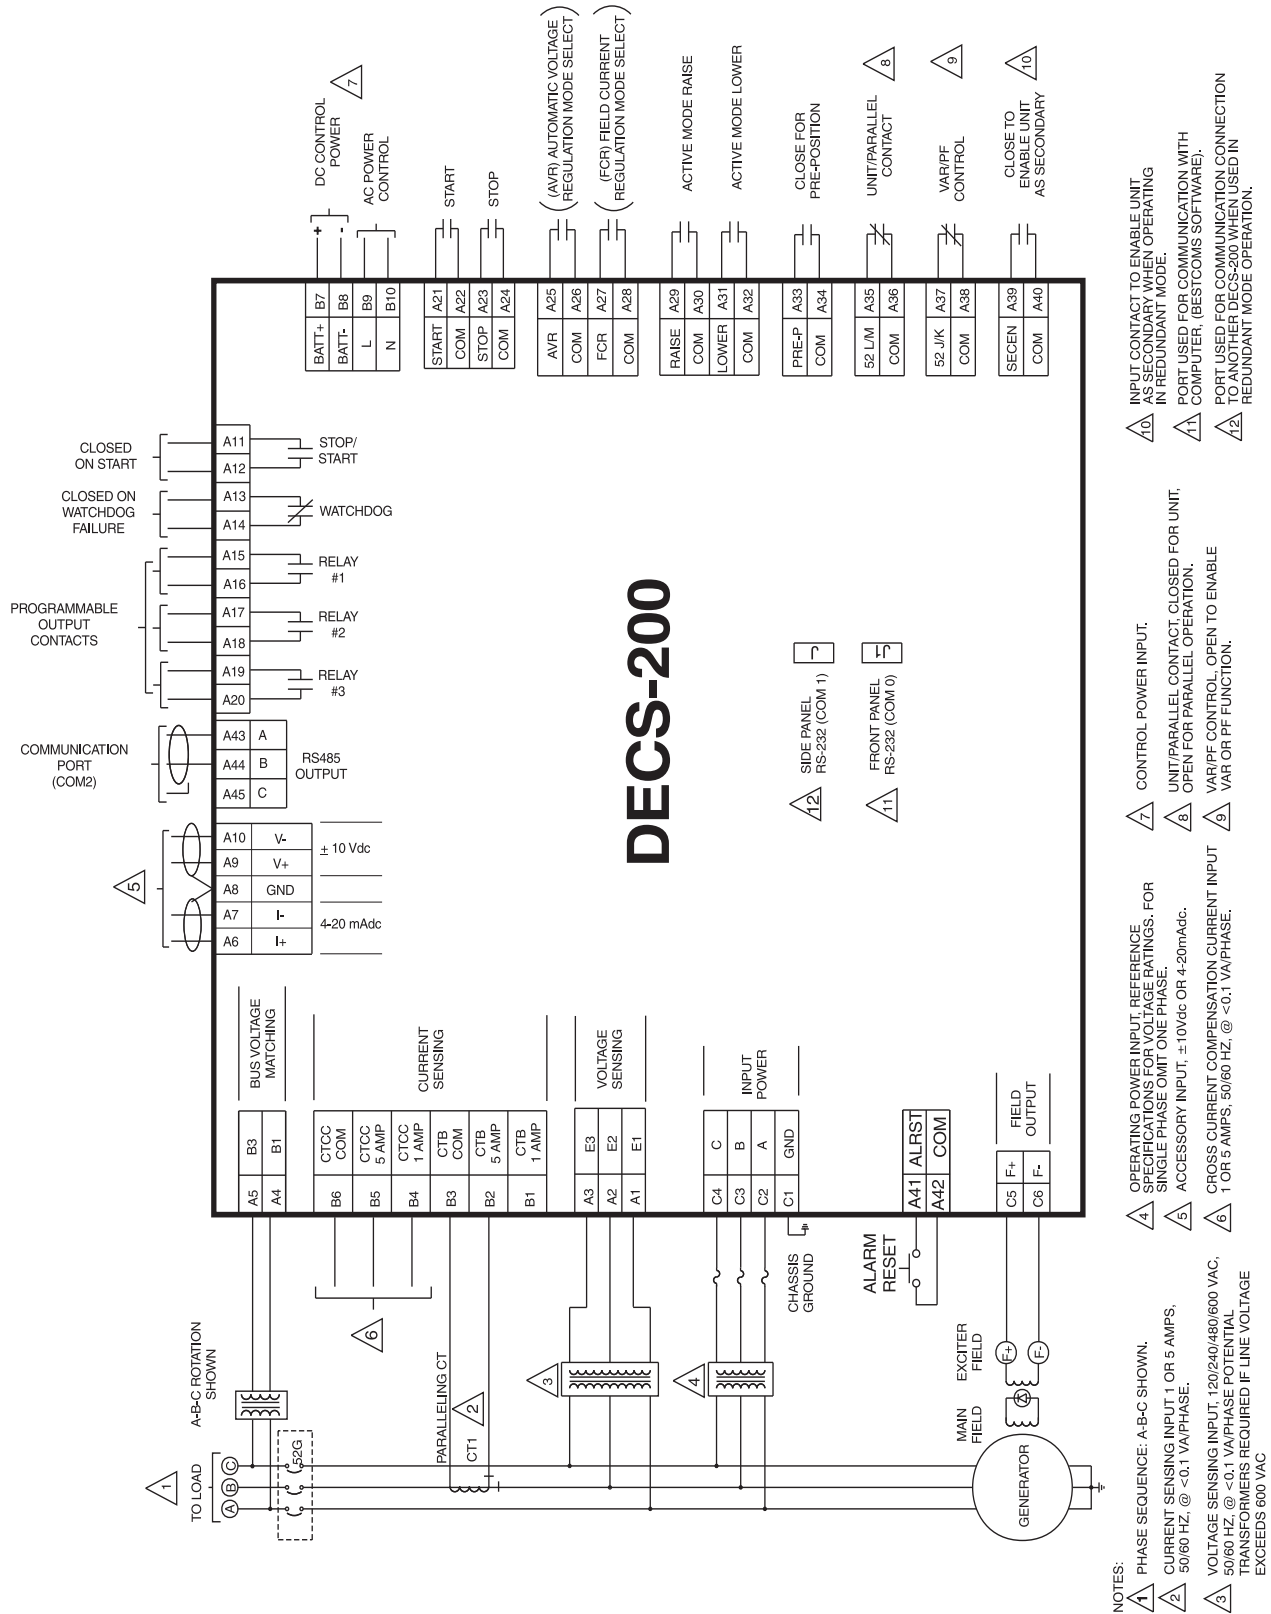 DC CONTROL
POWER
7
AC POWER
CONTROL
START
STOP
(AVR) AUTOMATIC VOLTAGE
REGULATION MODE SELECT
(FCR) FIELD CURRENT
REGULATION MODE SELECT
ACTIVE MODE RAISE
ACTIVE MODE LOWER
CLOSE FOR
PRE-POSITION
UNIT/PARALLEL
CONTACT
8
VAR/PF
CONTROL
9
CLOSE TO
ENABLE UNIT
AS SECONDARY
10
+
-
BATT+ B7
BATT- B8
L B9
N B10
START A21
COM A22
STOP A23
COM A24
AVR A25
COM A26
FCR A27
COM A28
RAISE A29
COM A30
LOWER A31
COM A32
PRE-P A33
COM A34
52 L/M A35
COM A36
52 J/K A37
COM A38
SECEN A39
COM A40
CLOSED
ON START
A11
A12
STOP/
START
CLOSED ON
WATCHDOG
FAILURE
A13
A14
WATCHDOG
PROGRAMMABLE
OUTPUT
CONTACTS
A15
A16
RELAY
#1
A17
A18
RELAY
#2
A19
A20
RELAY
#3
COMMUNICATION
PORT
(COM2)
A43 A
A44 B
A45 C
RS485
OUTPUT
5
A10 V-
A9 V+
± 10 Vdc
A8 GND
A7 I-
A6 I+
4-20 mAdc
DECS-200
SIDE PANEL
RS-232 (COM 1)
J
12
FRONT PANEL
RS-232 (COM 0)
J1
11
BUS VOLTAGE
MATCHING
A5 B3
A4 B1
CURRENT
SENSING
B6 CTCC
COM
B5 CTCC
5 AMP
B4 CTCC
1 AMP
B3 CTB
COM
B2 CTB
5 AMP
B1 CTB
1 AMP
VOLTAGE
SENSING
A3 E3
A2 E2
A1 E1
INPUT
POWER
C4 C
C3 B
C2 A
C1 GND
A41 ALRST
A42 COM
FIELD
OUTPUT
C5 F+
C6 F-
A-B-C ROTATION
SHOWN
6
PARALLELING CT
2
CT1
3
4
CHASSIS
GROUND
ALARM
RESET
EXCITER
FIELD
F+
F-
MAIN
FIELD
GENERATOR
1
TO LOAD
A
B
C
52G
NOTES:
1 PHASE SEQUENCE: A-B-C SHOWN.
2 CURRENT SENSING INPUT 1 OR 5 AMPS,
50/60 HZ, @ <0.1 VA/PHASE.
3 VOLTAGE SENSING INPUT, 120/240/480/600 VAC,
50/60 HZ, @ <0.1 VA/PHASE POTENTIAL
TRANSFORMERS REQUIRED IF LINE VOLTAGE
EXCEEDS 600 VAC
4 OPERATING POWER INPUT, REFERENCE
SPECIFICATIONS FOR VOLTAGE RATINGS. FOR
SINGLE PHASE OMIT ONE PHASE.
5 ACCESSORY INPUT, ±10Vdc OR 4-20mAdc.
6 CROSS CURRENT COMPENSATION CURRENT INPUT
1 OR 5 AMPS, 50/60 HZ, @ <0.1 VA/PHASE.
7 CONTROL POWER INPUT.
8 UNIT/PARALLEL CONTACT, CLOSED FOR UNIT,
OPEN FOR PARALLEL OPERATION.
9 VAR/PF CONTROL, OPEN TO ENABLE
VAR OR PF FUNCTION.
10 INPUT CONTACT TO ENABLE UNIT
AS SECONDARY WHEN OPERATING
IN REDUNDANT MODE.
11 PORT USED FOR COMMUNICATION WITH
COMPUTER, (BESTCOMS SOFTWARE).
12 PORT USED FOR COMMUNICATION CONNECTION
TO ANOTHER DECS-200 WHEN USED IN
REDUNDANT MODE OPERATION.